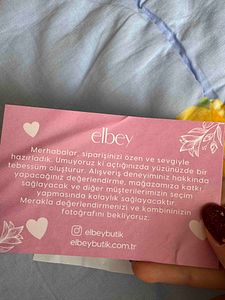 elbey
Merhabalar, siparişinizi özen ve sevgiyle
hazırladık. Umuyoruz ki açtığınızda yüzünüzde bir
tebessüm oluşturur. Alışveriş deneyiminiz hakkında
yapacağınız değerlendirme, mağazamıza katkı
sağlayacak ve diğer müşterilerimizin seçim
yapmasında kolaylık sağlayacaktır.
Merakla değerlendirmenizi ve kombininizin
fotoğrafını bekliyoruz.
elbeybutik
elbeybutik.com.tr